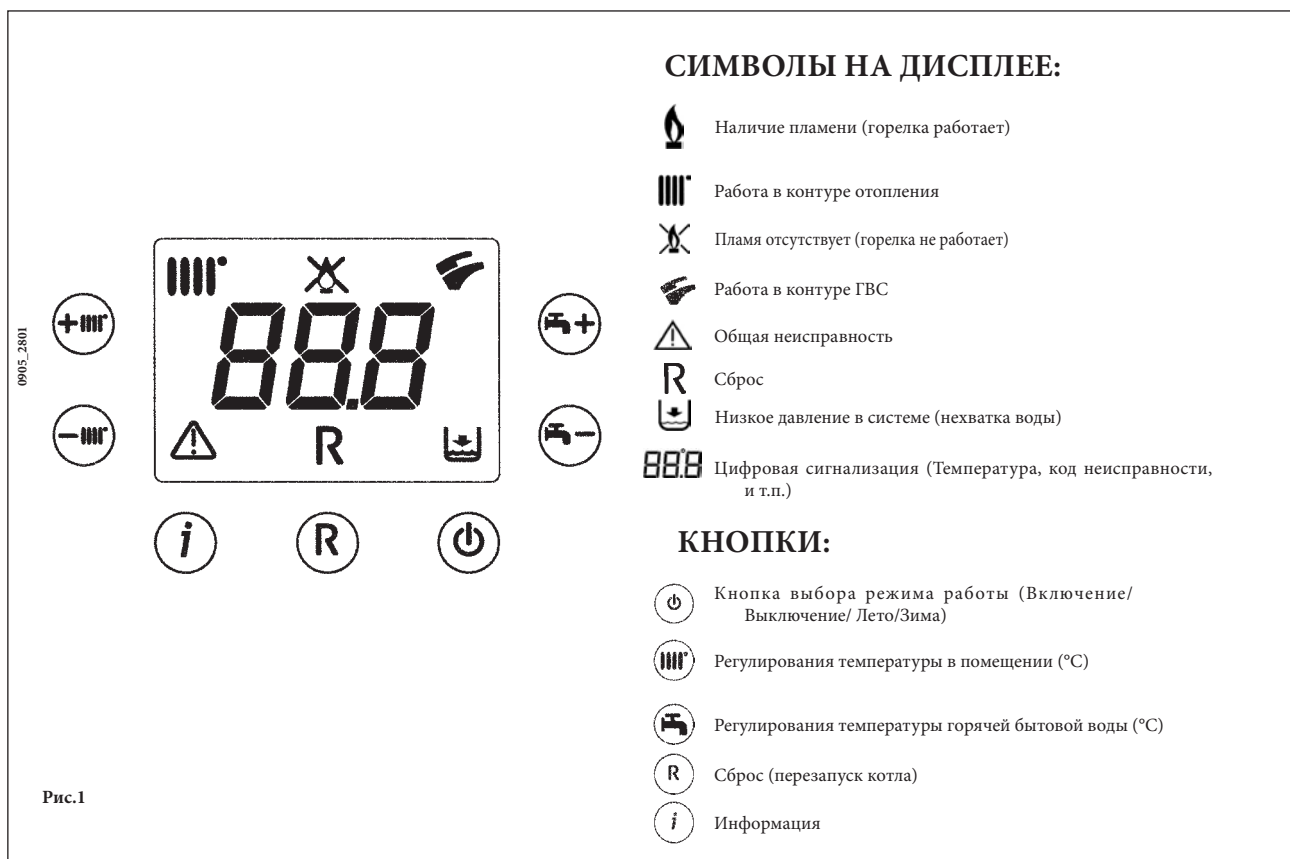 СИМВОЛЫ НА ДИСПЛЕЕ:
Наличие пламени (горелка работает)
Работа в контуре отопления
Пламя отсутствует (горелка не работает)
Работа в контуре ГВС
Общая неисправность
R Сброс
Низкое давление в системе (нехватка воды)
88.8 Цифровая сигнализация (Температура, код неисправности,
и т.п.)
КНОПКИ:
Кнопка выбора режима работы (Включение/
Выключение/ Лето/Зима)
Регулирования температуры в помещении (°C)
Регулирования температуры горячей бытовой воды (°C)
R Сброс (перезапуск котла)
i Информация
0905_2801
+
+
88.8
−
−
R
i
R
Рис.1